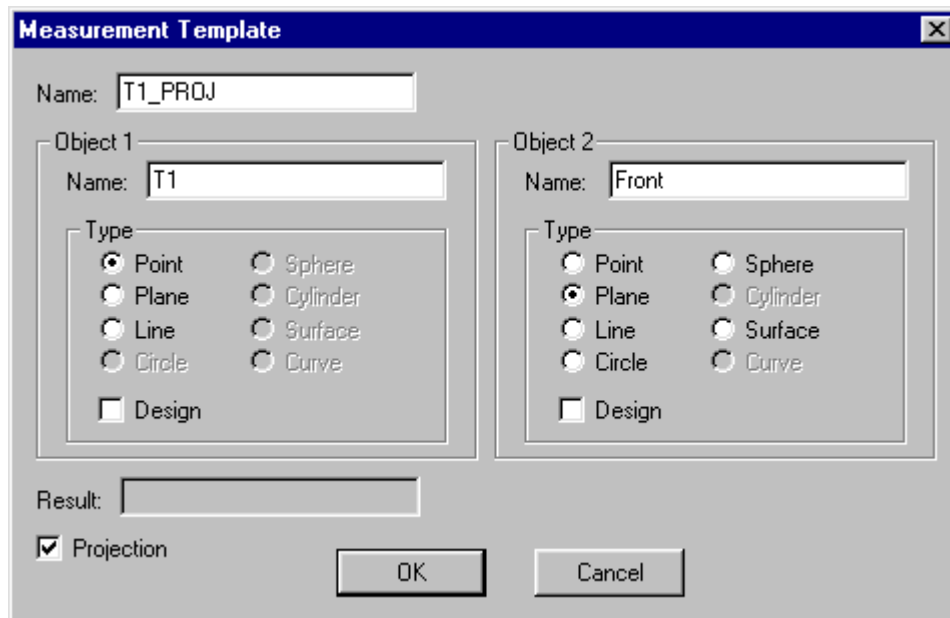 Measurement Template
Name: T1_PROJ
Object 1
Name: T1
Type
Point Sphere
Plane Cylinder
Line Surface
Circle Curve
Design
Object 2
Name: Front
Type
Point Sphere
Plane Cylinder
Line Surface
Circle Curve
Design
Result:
Projection
OK Cancel